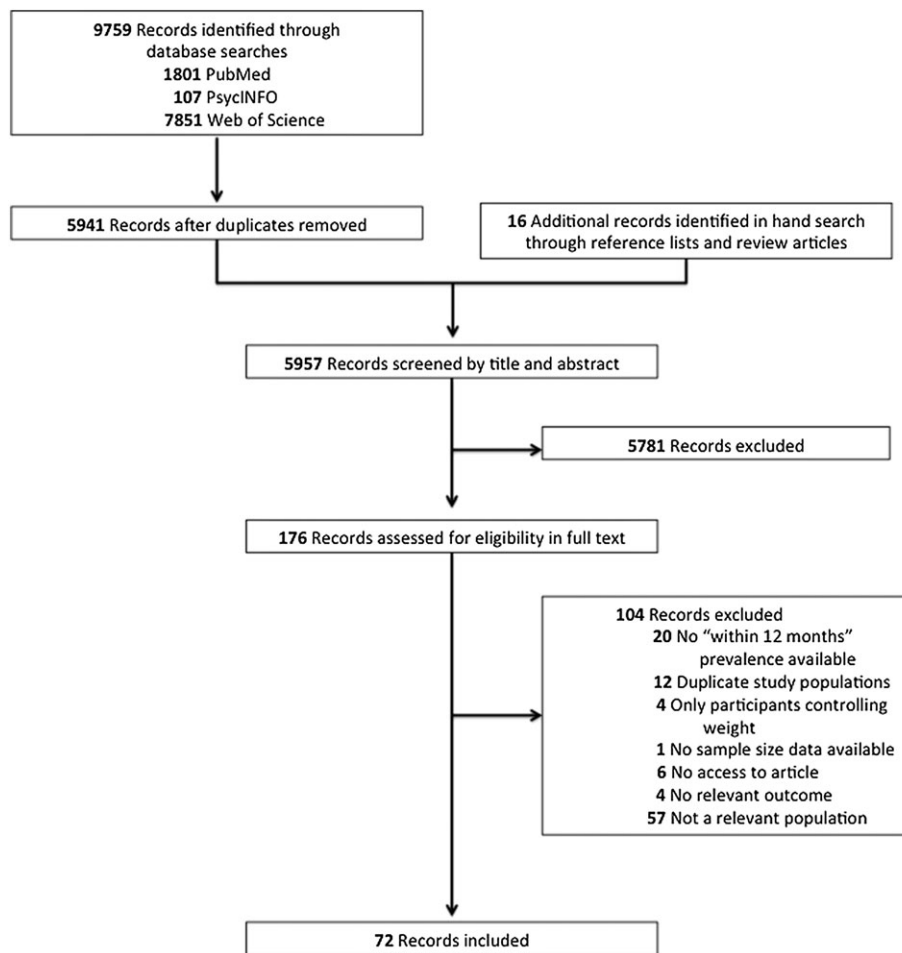 9759 Records identified through
database searches
1801 PubMed
107 PsycINFO
7851 Web of Science
5941 Records after duplicates removed
16 Additional records identified in hand search
through reference lists and review articles
5957 Records screened by title and abstract
5781 Records excluded
176 Records assessed for eligibility in full text
104 Records excluded
20 No “within 12 months”
prevalence available
12 Duplicate study populations
4 Only participants controlling
weight
1 No sample size data available
6 No access to article
4 No relevant outcome
57 Not a relevant population
72 Records included